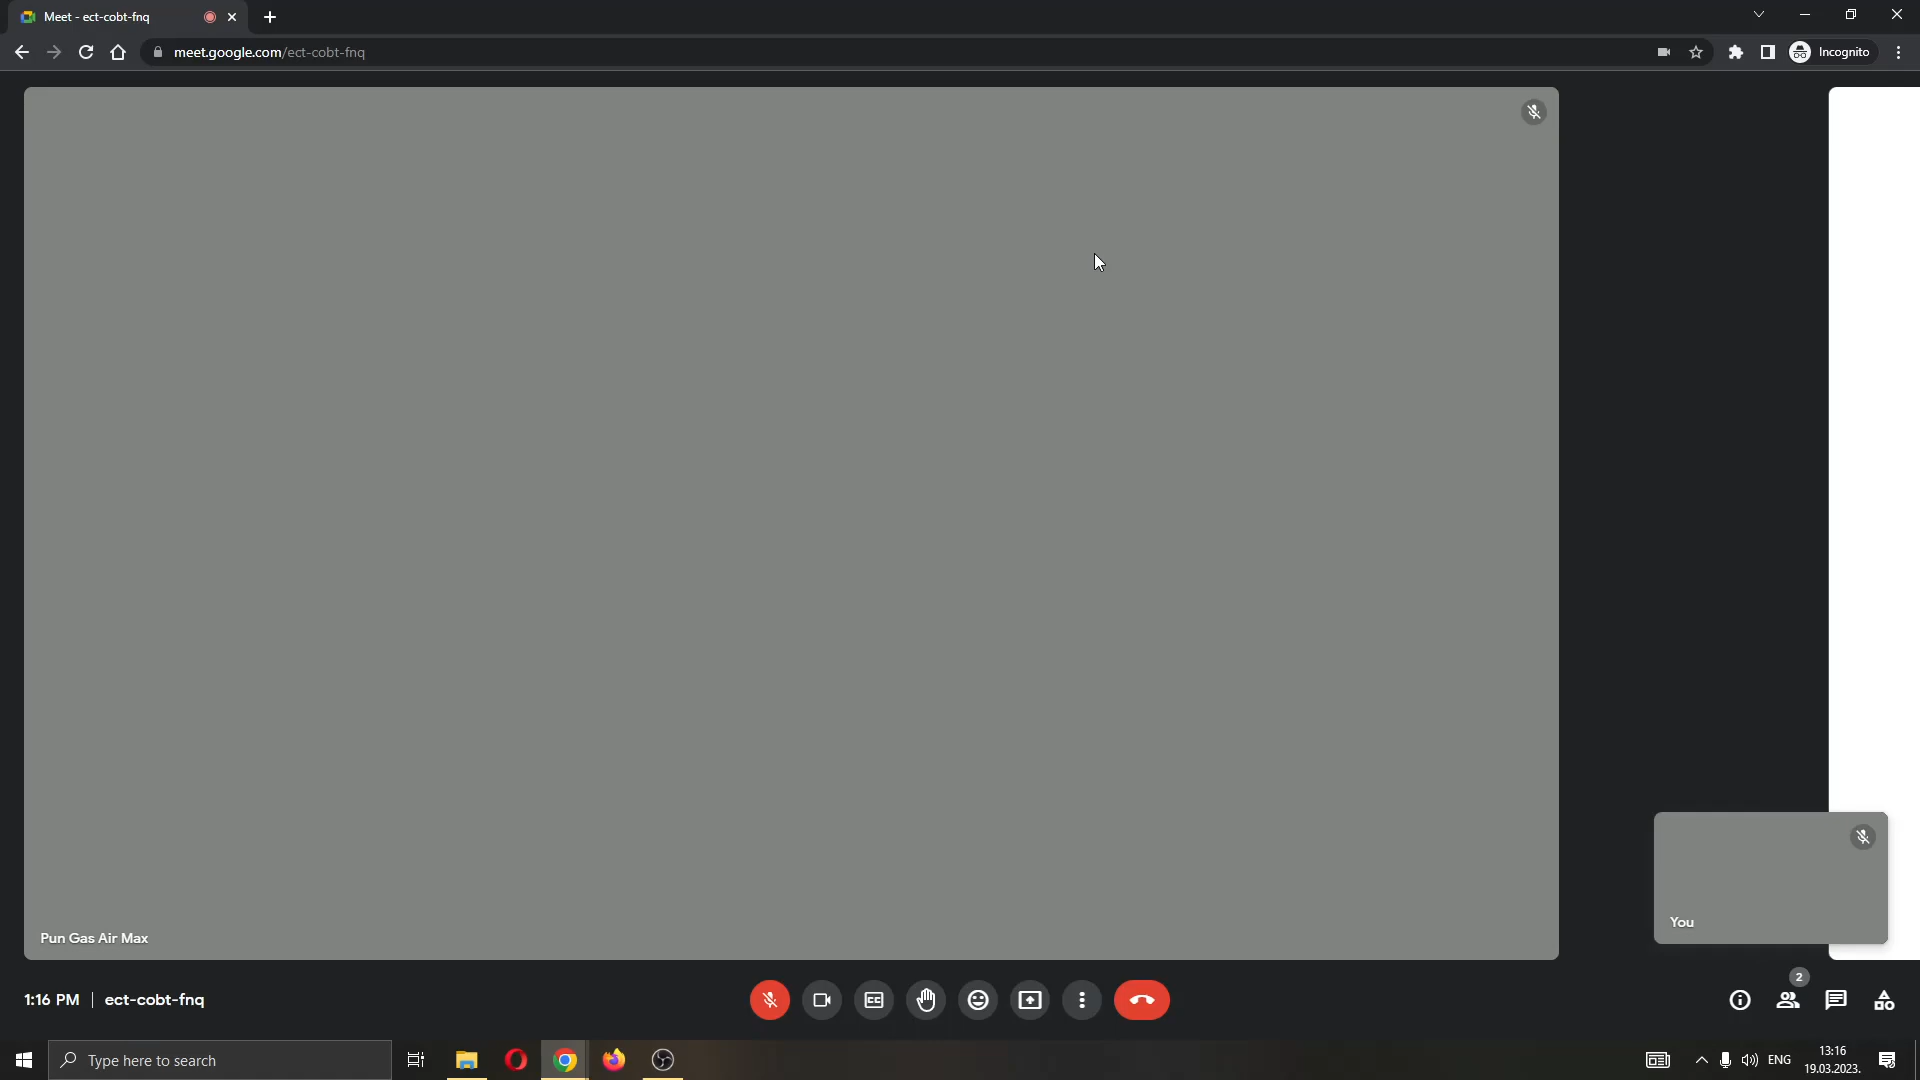 Meet - ect-cobt-fnq
meet.google.com/ect-cobt-fnq
Incognito
Pun Gas Air Max
You
1:16 PM | ect-cobt-fnq
CC
2
Type here to search
ENG
13:16
19.03.2023.